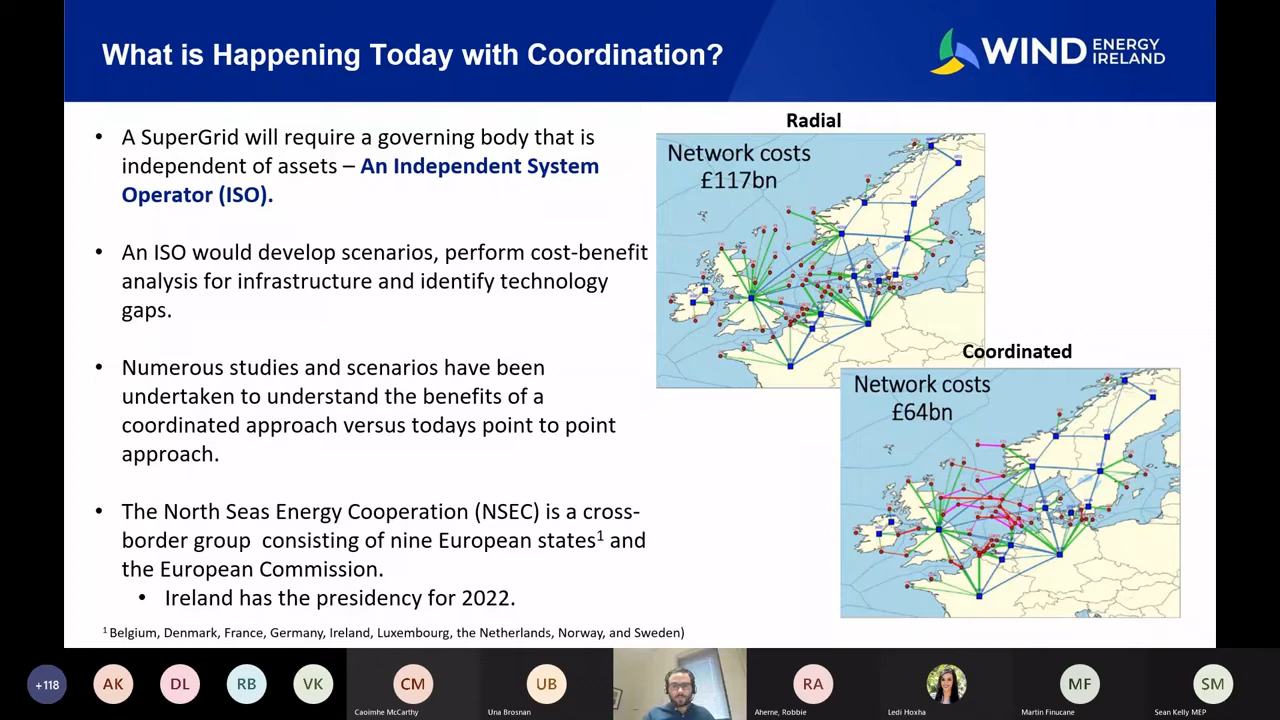 What is Happening Today with Coordination?
WIND ENERGY IRELAND
• A SuperGrid will require a governing body that is
independent of assets – An Independent System
Operator (ISO).
• An ISO would develop scenarios, perform cost-benefit
analysis for infrastructure and identify technology
gaps.
• Numerous studies and scenarios have been
undertaken to understand the benefits of a
coordinated approach versus todays point to point
approach.
• The North Seas Energy Cooperation (NSEC) is a cross-
border group consisting of nine European states¹ and
the European Commission.
• Ireland has the presidency for 2022.
¹ Belgium, Denmark, France, Germany, Ireland, Luxembourg, the Netherlands, Norway, and Sweden)
Radial
Network costs
£117bn
Coordinated
Network costs
£64bn
+118
AK
DL
RB
VK
CM
Caoimhe McCarthy
UB
Una Brosnan
RA
Aherne, Robbie
Ledi Hoxha
MF
Martin Finucane
SM
Sean Kelly MEP